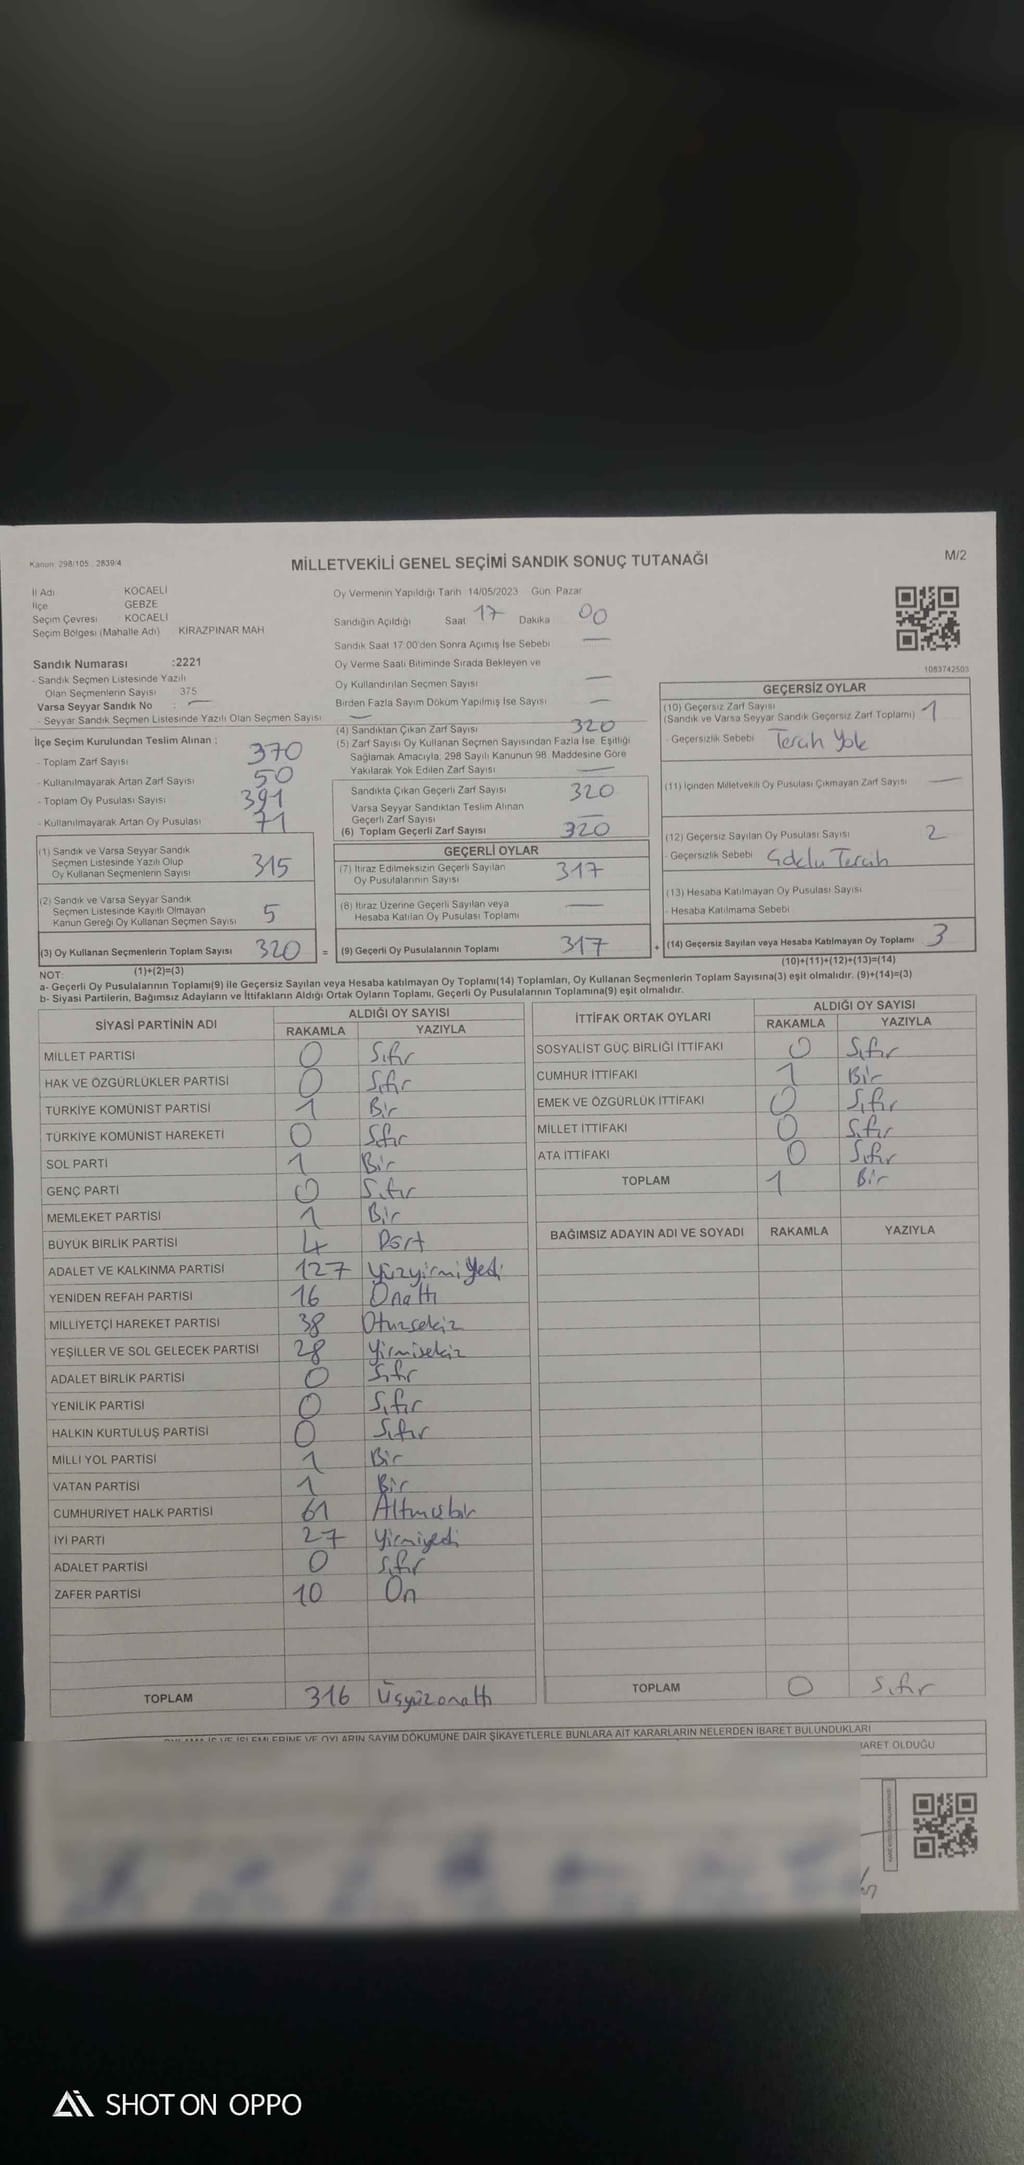 Kanun: 298/105 , 2839/4
MİLLETVEKİLİ GENEL SEÇİMİ SANDIK SONUÇ TUTANAĞI
M/2
İl Adı KOCAELİ
İlçe GEBZE
Seçim Çevresi KOCAELİ
Seçim Bölgesi (Mahalle Adı) KİRAZPINAR MAH
Sandık Numarası :2221
- Sandık Seçmen Listesinde Yazılı
Olan Seçmenlerin Sayısı 375
Varsa Seyyar Sandık No : —
- Seyyar Sandık Seçmen Listesinde Yazılı Olan Seçmen Sayısı —
Oy Vermenin Yapıldığı Tarih 14/05/2023 Gün: Pazar
Sandığın Açıldığı Saat 17 Dakika 00
Sandık Saat 17.00'den Sonra Açımış İse Sebebi —
Oy Verme Saati Bitiminde Sırada Bekleyen ve
Oy Kullandırılan Seçmen Sayısı —
Birden Fazla Sayım Döküm Yapılmış İse Sayısı —
1083742503
İlçe Seçim Kurulundan Teslim Alınan :
- Toplam Zarf Sayısı 370
- Kullanılmayarak Artan Zarf Sayısı 50
- Toplam Oy Pusulası Sayısı 391
- Kullanılmayarak Artan Oy Pusulası 71
(1) Sandık ve Varsa Seyyar Sandık
Seçmen Listesinde Yazılı Olup
Oy Kullanan Seçmenlerin Sayısı 315
(2) Sandık ve Varsa Seyyar Sandık
Seçmen Listesinde Kayıtlı Olmayan
Kanun Gereği Oy Kullanan Seçmen Sayısı 5
(3) Oy Kullanan Seçmenlerin Toplam Sayısı 320 =
(1)+(2)=(3)
(4) Sandıktan Çıkan Zarf Sayısı 320
(5) Zarf Sayısı Oy Kullanan Seçmen Sayısından Fazla İse, Eşitliği
Sağlamak Amacıyla, 298 Sayılı Kanunun 98. Maddesine Göre
Yakılarak Yok Edilen Zarf Sayısı —
Sandıkta Çıkan Geçerli Zarf Sayısı 320
Varsa Seyyar Sandıktan Teslim Alınan
Geçerli Zarf Sayısı —
(6) Toplam Geçerli Zarf Sayısı 320
GEÇERLİ OYLAR
(7) İtiraz Edilmeksizin Geçerli Sayılan
Oy Pusulalarının Sayısı 317
(8) İtiraz Üzerine Geçerli Sayılan veya
Hesaba Katılan Oy Pusulası Toplamı —
(9) Geçerli Oy Pusulalarının Toplamı 317 +
GEÇERSİZ OYLAR
(10) Geçersiz Zarf Sayısı
(Sandık ve Varsa Seyyar Sandık Geçersiz Zarf Toplamı) 1
- Geçersizlik Sebebi Tercih Yok
(11) İçinden Milletvekili Oy Pusulası Çıkmayan Zarf Sayısı —
(12) Geçersiz Sayılan Oy Pusulası Sayısı 2
- Geçersizlik Sebebi Tercih
(13) Hesaba Katılmayan Oy Pusulası Sayısı
- Hesaba Katılmama Sebebi
(14) Geçersiz Sayılan veya Hesaba Katılmayan Oy Toplamı 3
(10)+(11)+(12)+(13)=(14)
NOT:
a- Geçerli Oy Pusulalarının Toplamı(9) ile Geçersiz Sayılan veya Hesaba katılmayan Oy Toplamı(14) Toplamları, Oy Kullanan Seçmenlerin Toplam Sayısına(3) eşit olmalıdır. (9)+(14)=(3)
b- Siyasi Partilerin, Bağımsız Adayların ve İttifakların Aldığı Ortak Oyların Toplamı, Geçerli Oy Pusulalarının Toplamına(9) eşit olmalıdır.
SİYASİ PARTİNİN ADI ALDIĞI OY SAYISI
RAKAMLA YAZIYLA
MİLLET PARTİSİ 0 Sıfır
HAK VE ÖZGÜRLÜKLER PARTİSİ 0 Sıfır
TÜRKİYE KOMÜNİST PARTİSİ 1 Bir
TÜRKİYE KOMÜNİST HAREKETİ 0 Sıfır
SOL PARTİ 1 Bir
GENÇ PARTİ 0 Sıfır
MEMLEKET PARTİSİ 1 Bir
BÜYÜK BİRLİK PARTİSİ 4 Dört
ADALET VE KALKINMA PARTİSİ 127 Yüzyirmiyedi
YENİDEN REFAH PARTİSİ 16 Onaltı
MİLLİYETÇİ HAREKET PARTİSİ 38 Otuzsekiz
YEŞİLLER VE SOL GELECEK PARTİSİ 28 Yirmisekiz
ADALET BİRLİK PARTİSİ 0 Sıfır
YENİLİK PARTİSİ 0 Sıfır
HALKIN KURTULUŞ PARTİSİ 0 Sıfır
MİLLİ YOL PARTİSİ 1 Bir
VATAN PARTİSİ 1 Bir
CUMHURİYET HALK PARTİSİ 61 Altmışbir
İYİ PARTİ 27 Yirmiyedi
ADALET PARTİSİ 0 Sıfır
ZAFER PARTİSİ 10 On
TOPLAM 316 Üçyüzonaltı
İTTİFAK ORTAK OYLARI ALDIĞI OY SAYISI
RAKAMLA YAZIYLA
SOSYALİST GÜÇ BİRLİĞİ İTTİFAKI 0 Sıfır
CUMHUR İTTİFAKI 1 Bir
EMEK VE ÖZGÜRLÜK İTTİFAKI 0 Sıfır
MİLLET İTTİFAKI 0 Sıfır
ATA İTTİFAKI 0 Sıfır
TOPLAM 1 Bir
BAĞIMSIZ ADAYIN ADI VE SOYADI RAKAMLA YAZIYLA
TOPLAM 0 Sıfır
İŞLEMLERİNE VE OYLARIN SAYIM DÖKÜMÜNE DAİR ŞİKAYETLERLE BUNLARA AİT KARARLARIN NELERDEN İBARET BULUNDUKLARI
İBARET OLDUĞU
SHOT ON OPPO